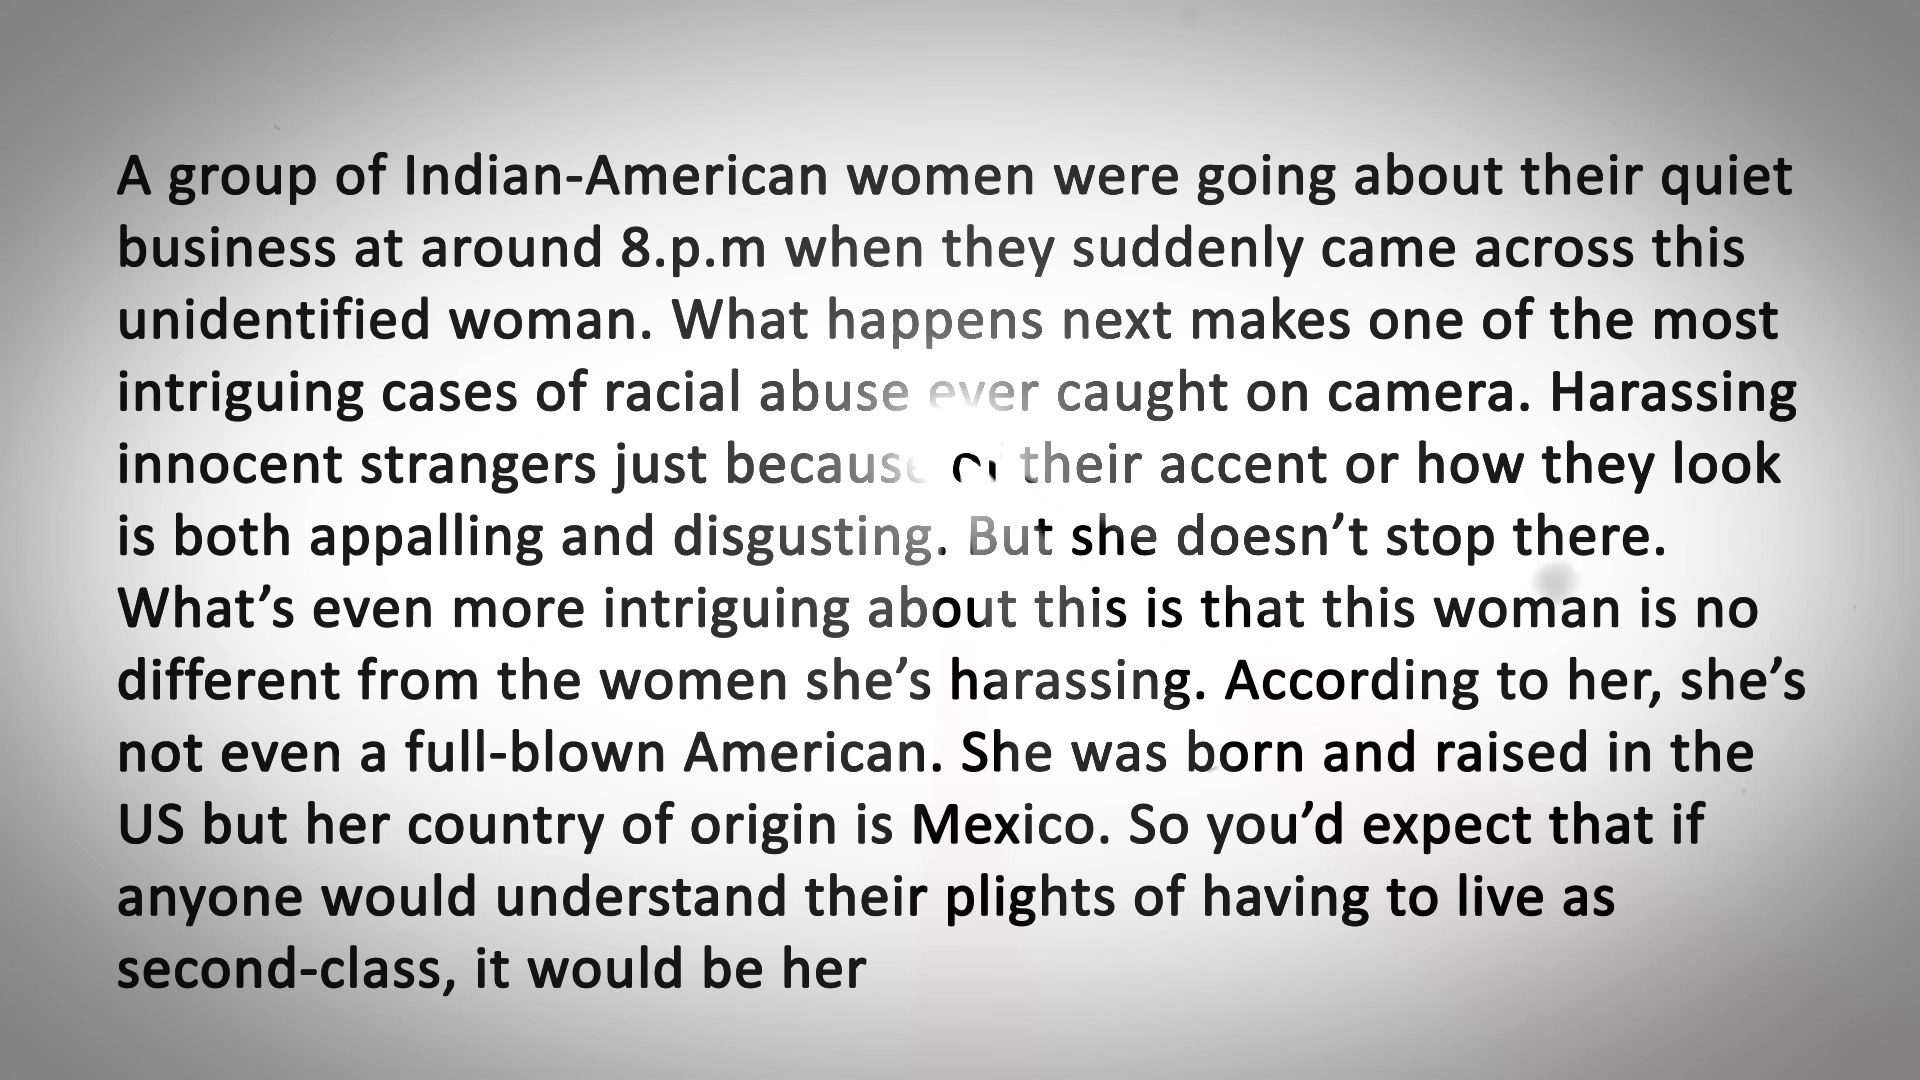 A group of Indian-American women were going about their quiet
business at around 8.p.m when they suddenly came across this
unidentified woman. What happens next makes one of the most
intriguing cases of racial abuse ever caught on camera. Harassing
innocent strangers just because of their accent or how they look
is both appalling and disgusting. But she doesn’t stop there.
What’s even more intriguing about this is that this woman is no
different from the women she’s harassing. According to her, she’s
not even a full-blown American. She was born and raised in the
US but her country of origin is Mexico. So you’d expect that if
anyone would understand their plights of having to live as
second-class, it would be her